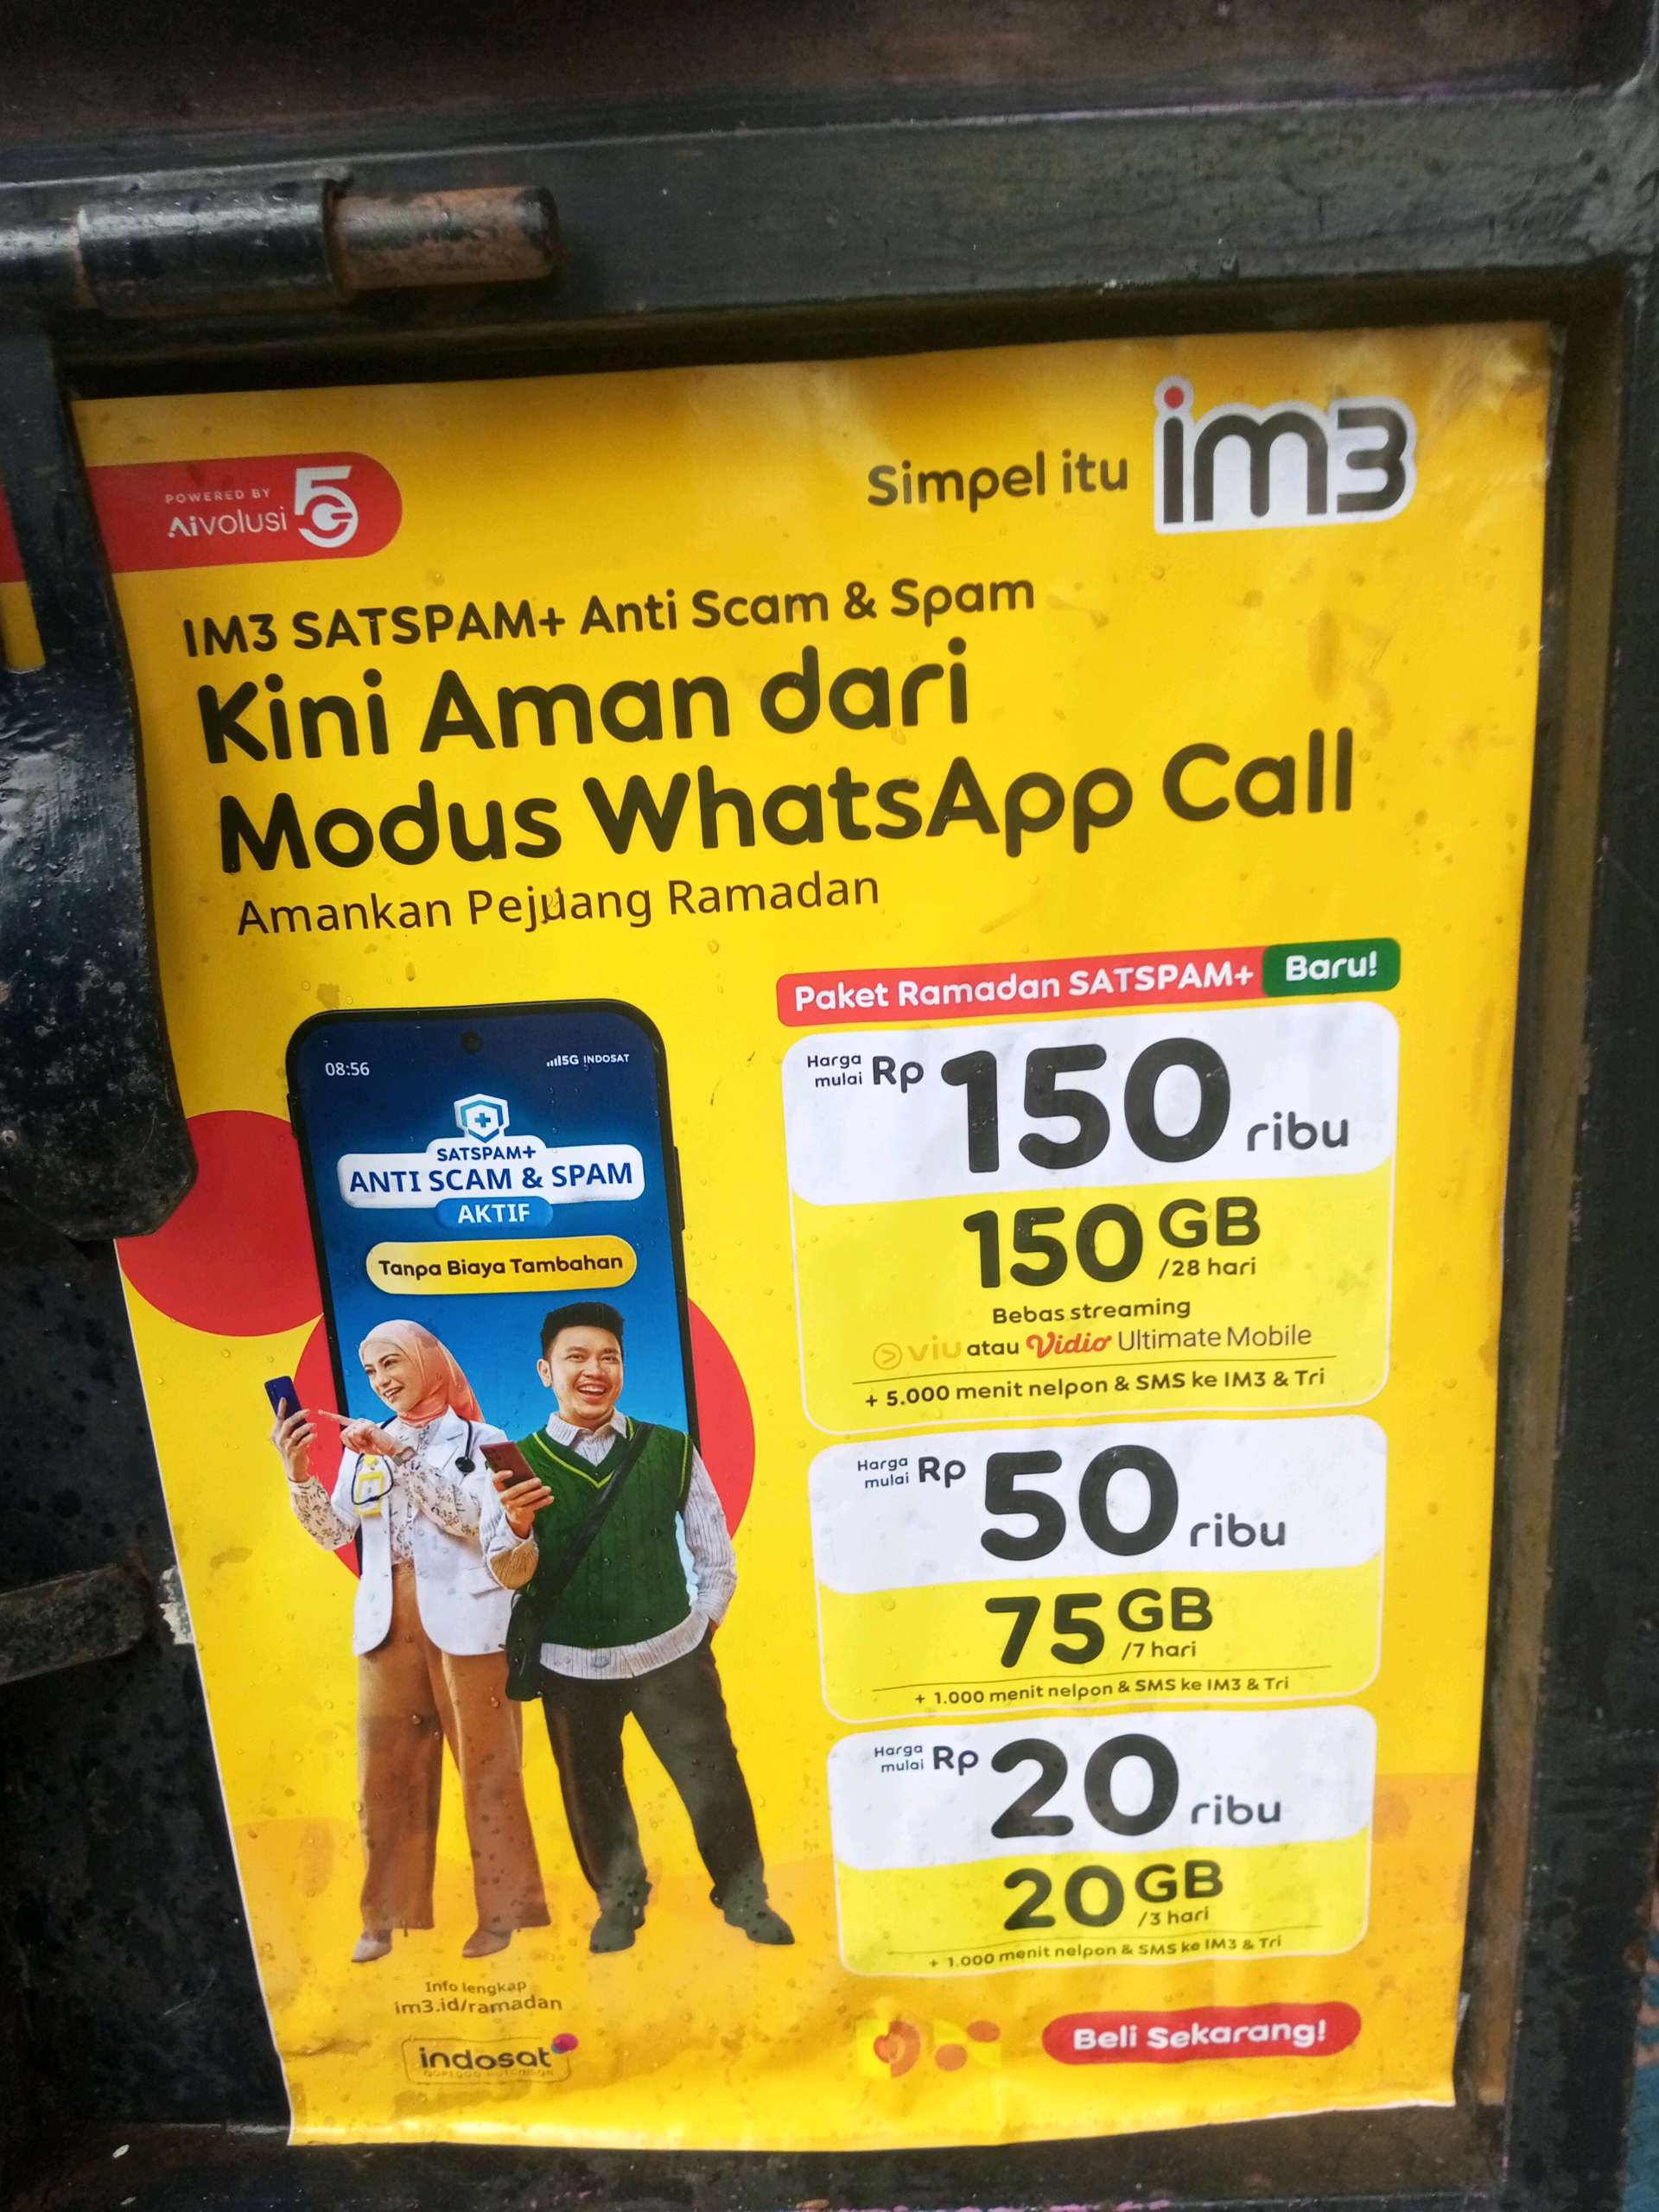 POWERED BY
AIVOLUSI 5G
Simpel itu im3
IM3 SATSPAM+ Anti Scam & Spam
Kini Aman dari
Modus WhatsApp Call
Amankan Pejuang Ramadan
Paket Ramadan SATSPAM+ Baru!
08:56 5G INDOSAT
SATSPAM+
ANTI SCAM & SPAM
AKTIF
Tanpa Biaya Tambahan
Harga mulai Rp 150 ribu
150 GB
/28 hari
Bebas streaming
viu atau Vidio Ultimate Mobile
+ 5.000 menit nelpon & SMS ke IM3 & Tri
Harga mulai Rp 50 ribu
75 GB
/7 hari
+ 1.000 menit nelpon & SMS ke IM3 & Tri
Harga mulai Rp 20 ribu
20 GB
/3 hari
+ 1.000 menit nelpon & SMS ke IM3 & Tri
Info lengkap
im3.id/ramadan
indosat
OOREDOO HUTCHISON
Beli Sekarang!